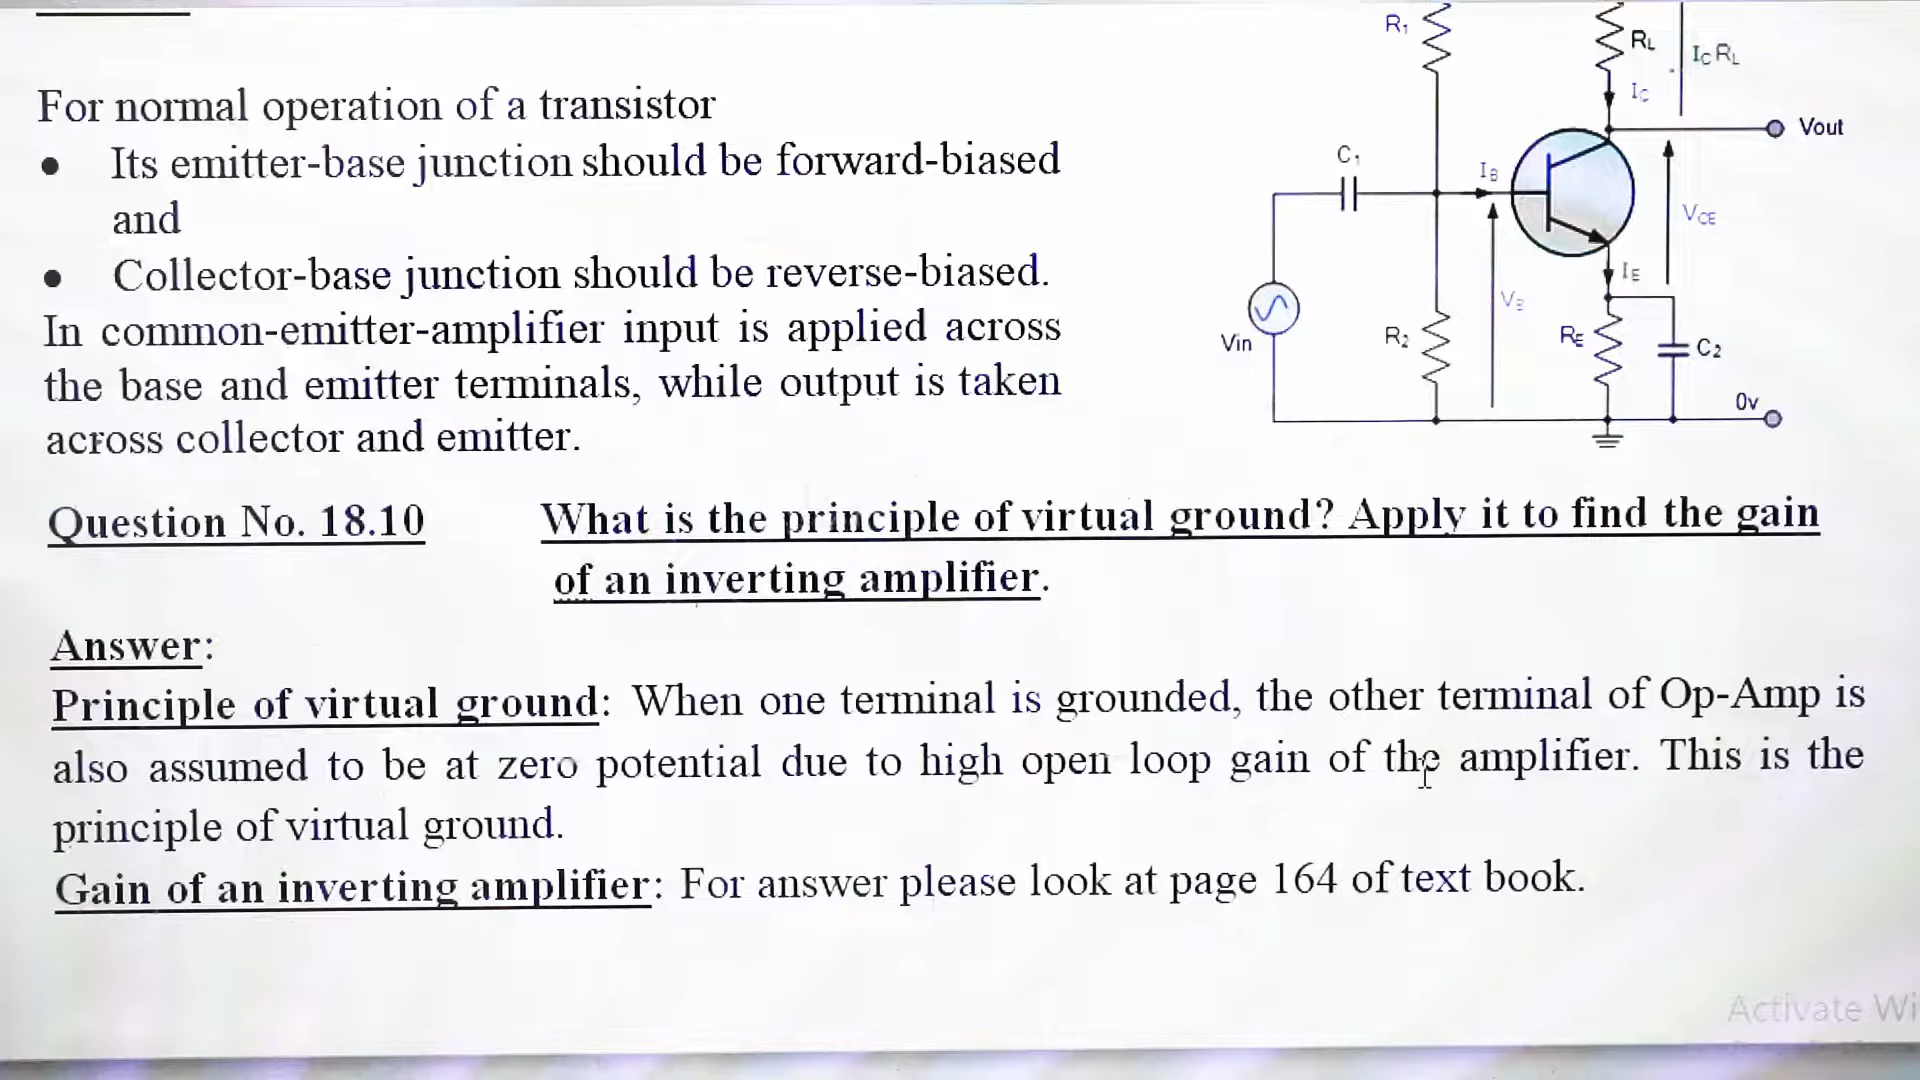 For normal operation of a transistor
• Its emitter-base junction should be forward-biased
and
• Collector-base junction should be reverse-biased.
In common-emitter-amplifier input is applied across
the base and emitter terminals, while output is taken
across collector and emitter.
R1
RL
IC RL
IC
Vout
C1
IB
VCE
IE
VB
Vin
R2
RE
C2
0v
Question No. 18.10 What is the principle of virtual ground? Apply it to find the gain
of an inverting amplifier.
Answer:
Principle of virtual ground: When one terminal is grounded, the other terminal of Op-Amp is
also assumed to be at zero potential due to high open loop gain of the amplifier. This is the
principle of virtual ground.
Gain of an inverting amplifier: For answer please look at page 164 of text book.
Activate Wi